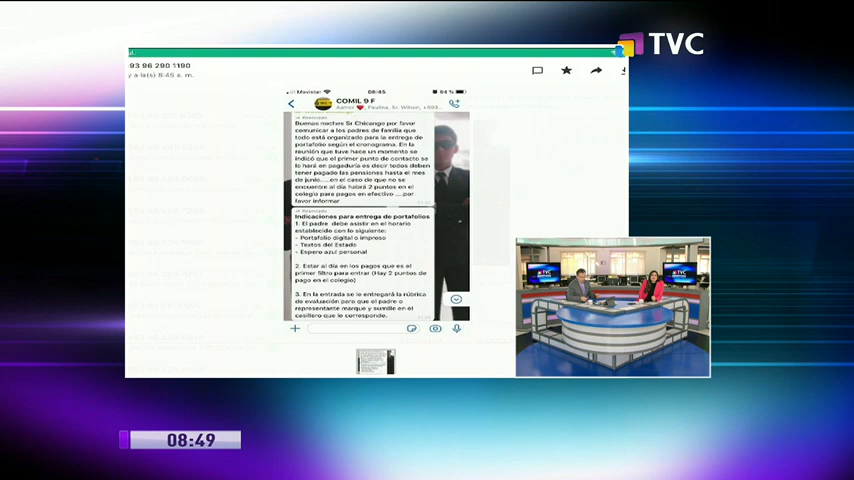 TVC
93 96 290 1190
y a la(s) 8:45 a. m.
Movistar
08:45
84 %
COMIL 9 F
Aamor ❤️, Paulina, Sr. Wilson, +593...
Reenviado
Buenas noches Sr Chicango por favor
comunicar a los padres de familia que
todo está organizado para la entrega de
portafolio según el cronograma. En la
reunión que tuve hace un momento se
indicó que el primer punto de contacto se
lo hará en pagaduría es decir todos deben
tener pagado las pensiones hasta el mes
de junio.....en el caso de que no se
encuentre al día habrá 2 puntos en el
colegio para pagos en efectivo ....por
favor informar
Reenviado
Indicaciones para entrega de portafolios
1. El padre debe asistir en el horario
establecido con lo siguiente:
- Portafolio digital o impreso
- Textos del Estado
- Esfero azul personal
2. Estar al día en los pagos que es el
primer filtro para entrar (Hay 2 puntos de
pago en el colegio)
3. En la entrada se le entregará la rúbrica
de evaluación para que el padre o
representante marque y sumille en el
casillero que le corresponde.
08:49